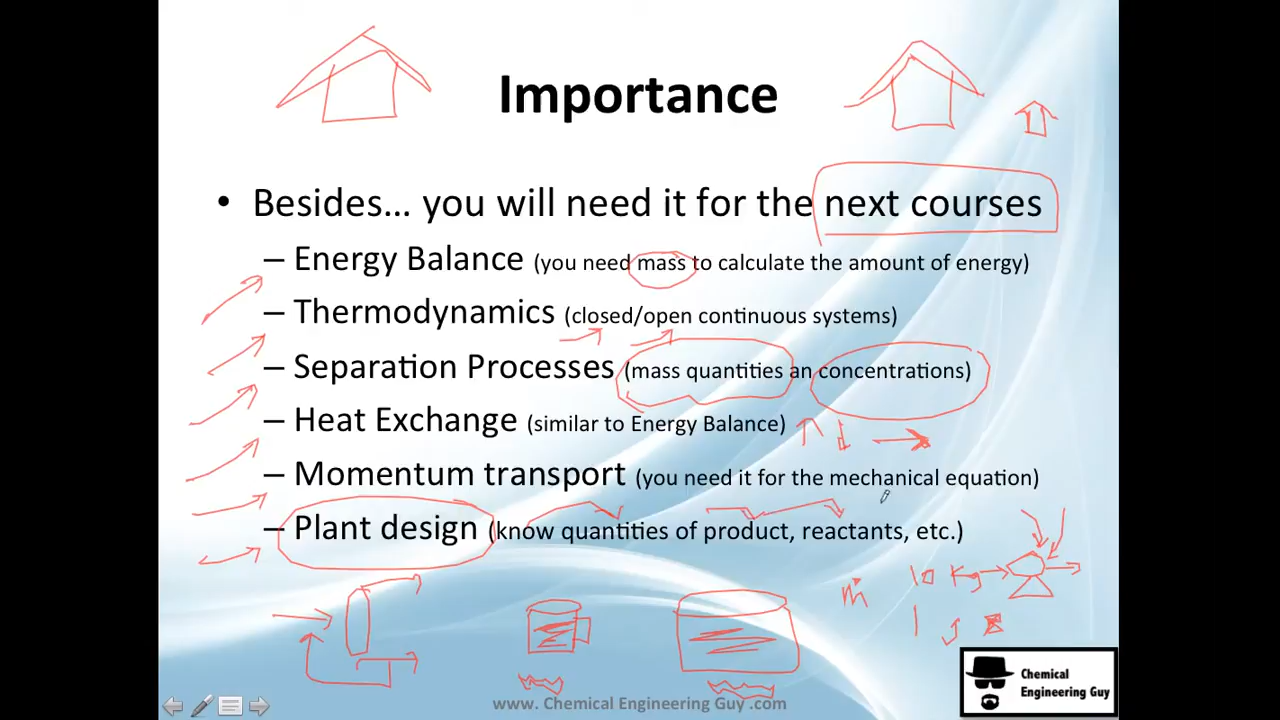 Importance
• Besides... you will need it for the next courses
– Energy Balance (you need mass to calculate the amount of energy)
– Thermodynamics (closed/open continuous systems)
– Separation Processes (mass quantities an concentrations)
– Heat Exchange (similar to Energy Balance)
– Momentum transport (you need it for the mechanical equation)
– Plant design (know quantities of product, reactants, etc.)
ṁ 10 Kg
1 g
Chemical
Engineering Guy
www. Chemical Engineering Guy .com